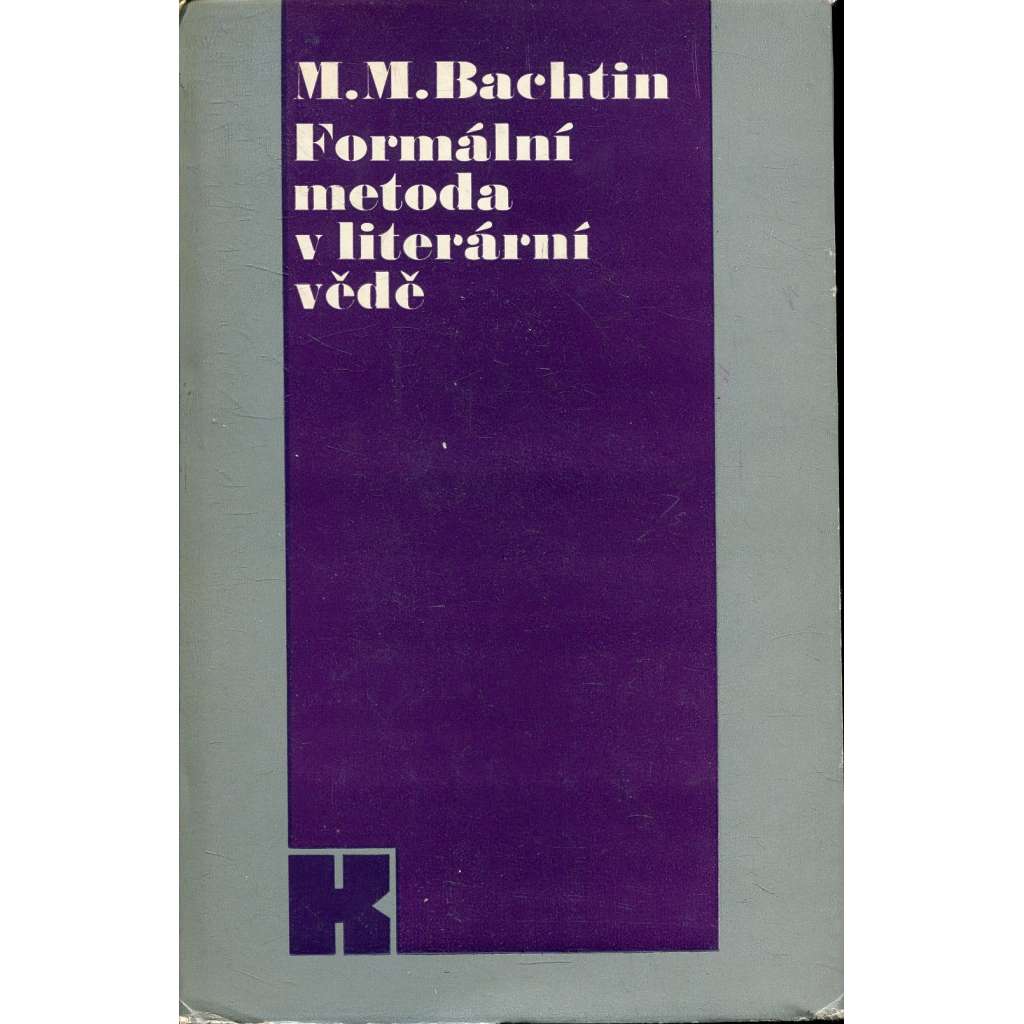 M.M.Bachtin
Formální
metoda
v literární
vědě
K